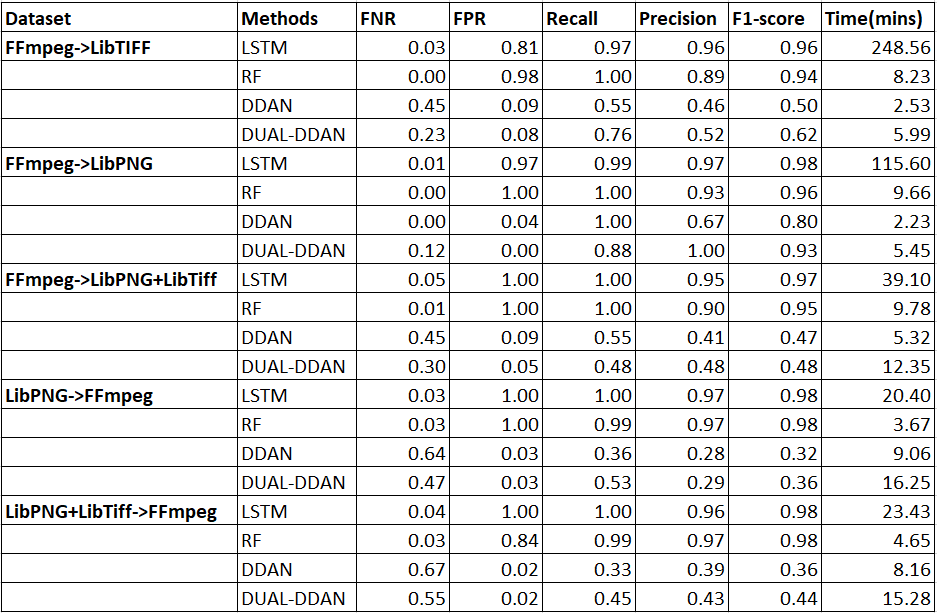 Dataset Methods FNR FPR Recall Precision F1-score Time(mins)
FFmpeg->LibTIFF LSTM 0.03 0.81 0.97 0.96 0.96 248.56
RF 0.00 0.98 1.00 0.89 0.94 8.23
DDAN 0.45 0.09 0.55 0.46 0.50 2.53
DUAL-DDAN 0.23 0.08 0.76 0.52 0.62 5.99
FFmpeg->LibPNG LSTM 0.01 0.97 0.99 0.97 0.98 115.60
RF 0.00 1.00 1.00 0.93 0.96 9.66
DDAN 0.00 0.04 1.00 0.67 0.80 2.23
DUAL-DDAN 0.12 0.00 0.88 1.00 0.93 5.45
FFmpeg->LibPNG+LibTiff LSTM 0.05 1.00 1.00 0.95 0.97 39.10
RF 0.01 1.00 1.00 0.90 0.95 9.78
DDAN 0.45 0.09 0.55 0.41 0.47 5.32
DUAL-DDAN 0.30 0.05 0.48 0.48 0.48 12.35
LibPNG->FFmpeg LSTM 0.03 1.00 1.00 0.97 0.98 20.40
RF 0.03 1.00 0.99 0.97 0.98 3.67
DDAN 0.64 0.03 0.36 0.28 0.32 9.06
DUAL-DDAN 0.47 0.03 0.53 0.29 0.36 16.25
LibPNG+LibTiff->FFmpeg LSTM 0.04 1.00 1.00 0.96 0.98 23.43
RF 0.03 0.84 0.99 0.97 0.98 4.65
DDAN 0.67 0.02 0.33 0.39 0.36 8.16
DUAL-DDAN 0.55 0.02 0.45 0.43 0.44 15.28